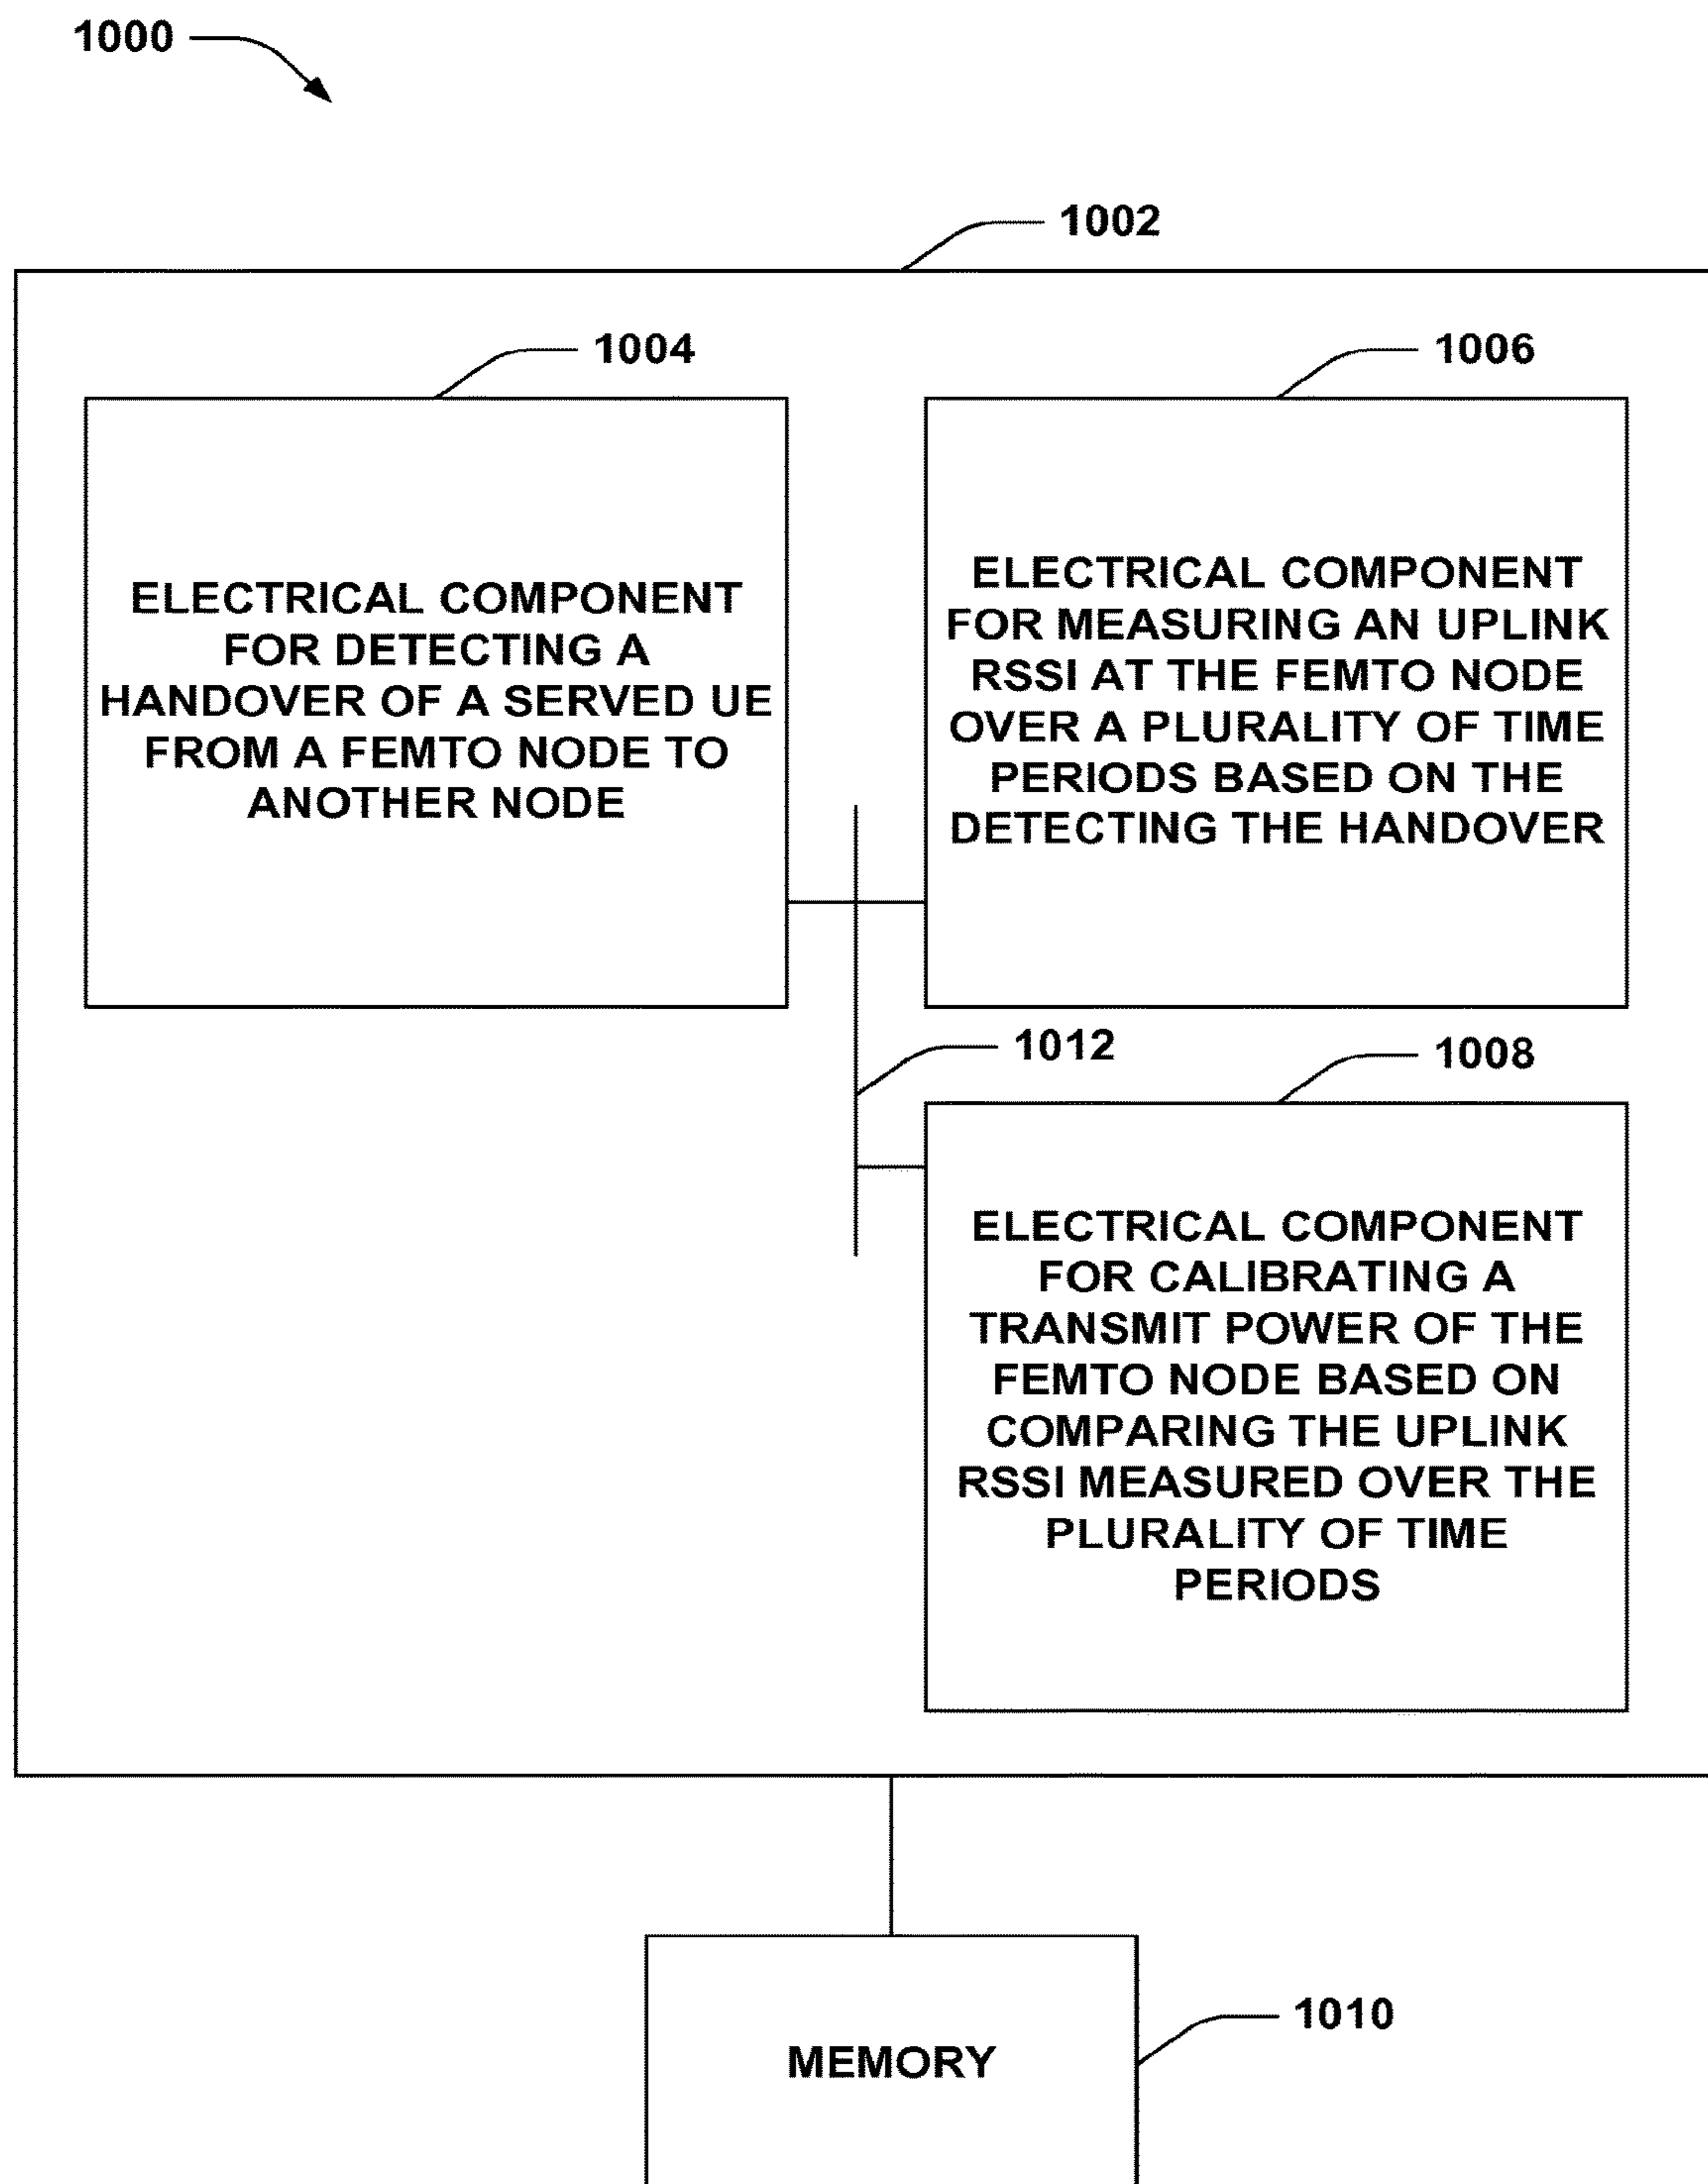 1000
1002
1004
1006
ELECTRICAL COMPONENT
FOR DETECTING A
HANDOVER OF A SERVED UE
FROM A FEMTO NODE TO
ANOTHER NODE
ELECTRICAL COMPONENT
FOR MEASURING AN UPLINK
RSSI AT THE FEMTO NODE
OVER A PLURALITY OF TIME
PERIODS BASED ON THE
DETECTING THE HANDOVER
1012
1008
ELECTRICAL COMPONENT
FOR CALIBRATING A
TRANSMIT POWER OF THE
FEMTO NODE BASED ON
COMPARING THE UPLINK
RSSI MEASURED OVER THE
PLURALITY OF TIME
PERIODS
1010
MEMORY